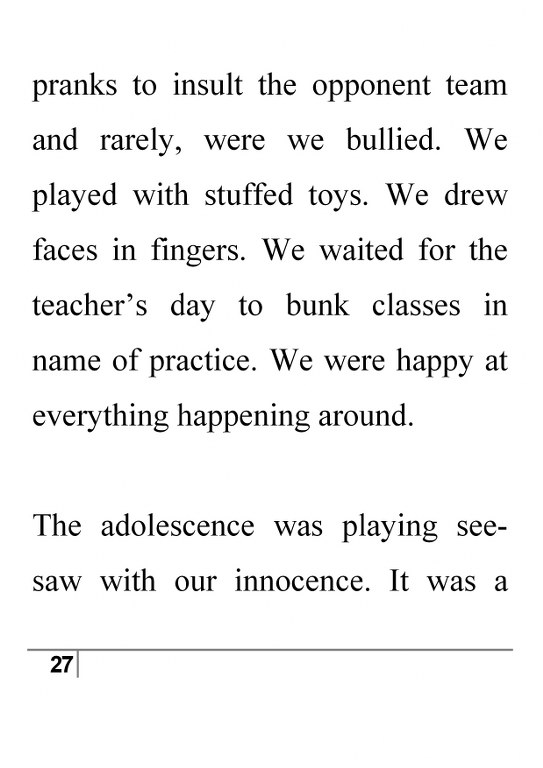 pranks to insult the opponent team
and rarely, were we bullied. We
played with stuffed toys. We drew
faces in fingers. We waited for the
teacher’s day to bunk classes in
name of practice. We were happy at
everything happening around.
The adolescence was playing see-
saw with our innocence. It was a
27